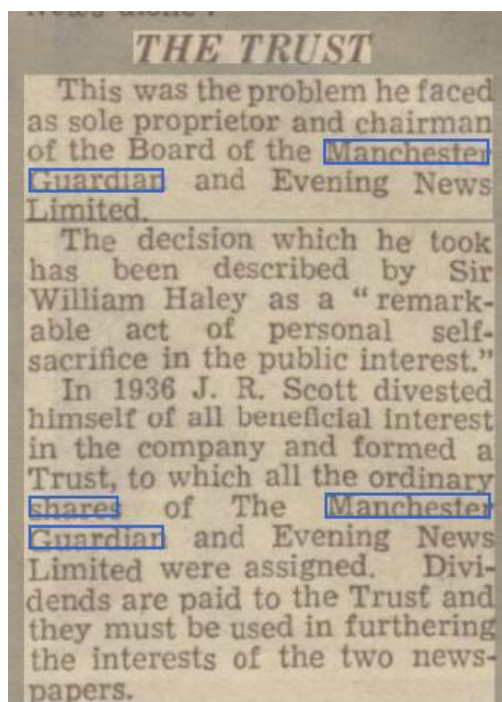 News alone?
THE TRUST
This was the problem he faced
as sole proprietor and chairman
of the Board of the Manchester
Guardian and Evening News
Limited.
The decision which he took
has been described by Sir
William Haley as a “remark-
able act of personal self-
sacrifice in the public interest.”
In 1936 J. R. Scott divested
himself of all beneficial interest
in the company and formed a
Trust, to which all the ordinary
shares of The Manchester
Guardian and Evening News
Limited were assigned. Divi-
dends are paid to the Trust and
they must be used in furthering
the interests of the two news-
papers.